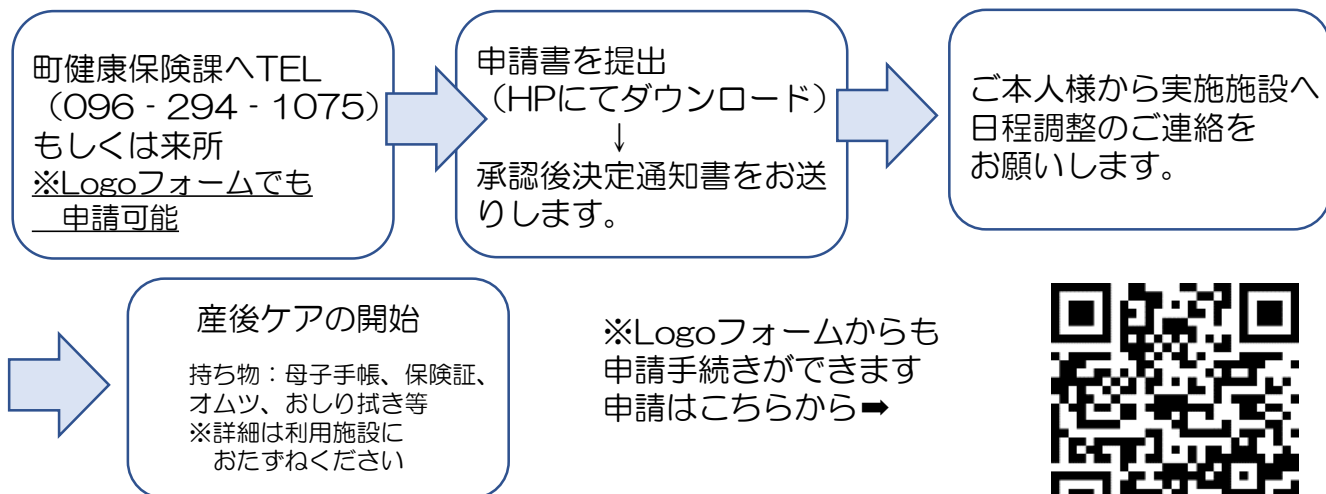 町健康保険課へTEL
（096‐294‐1075）
もしくは来所
※Logoフォームでも
申請可能
申請書を提出
（HPにてダウンロード）
↓
承認後決定通知書をお送
りします。
ご本人様から実施施設へ
日程調整のご連絡を
お願いします。
産後ケアの開始
持ち物：母子手帳、保険証、
オムツ、おしり拭き等
※詳細は利用施設に
おたずねください
※Logoフォームからも
申請手続きができます
申請はこちらから➡